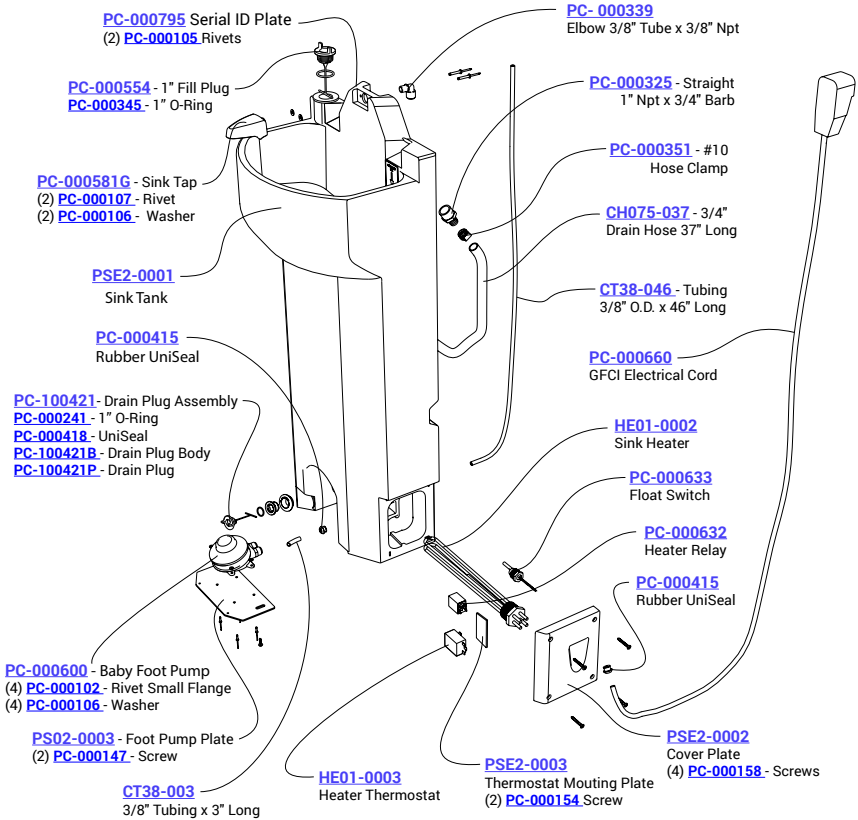 PC-000795 Serial ID Plate
(2) PC-000105 Rivets
PC-000554 - 1" Fill Plug
PC-000345 - 1" O-Ring
PC-000581G - Sink Tap
(2) PC-000107 - Rivet
(2) PC-000106 - Washer
PSE2-0001
Sink Tank
PC-000415
Rubber UniSeal
PC-100421 - Drain Plug Assembly
PC-000241 - 1" O-Ring
PC-000418 - UniSeal
PC-100421B - Drain Plug Body
PC-100421P - Drain Plug
PC-000600 - Baby Foot Pump
(4) PC-000102 - Rivet Small Flange
(4) PC-000106 - Washer
PS02-0003 - Foot Pump Plate
(2) PC-000147 - Screw
CT38-003
3/8" Tubing x 3" Long
HE01-0003
Heater Thermostat
PSE2-0003
Thermostat Mouting Plate
(2) PC-000154 Screw
PSE2-0002
Cover Plate
(4) PC-000158 - Screws
PC- 000339
Elbow 3/8" Tube x 3/8" Npt
PC-000325 - Straight
1" Npt x 3/4" Barb
PC-000351 - #10
Hose Clamp
CH075-037 - 3/4"
Drain Hose 37" Long
CT38-046 - Tubing
3/8" O.D. x 46" Long
PC-000660
GFCI Electrical Cord
HE01-0002
Sink Heater
PC-000633
Float Switch
PC-000632
Heater Relay
PC-000415
Rubber UniSeal